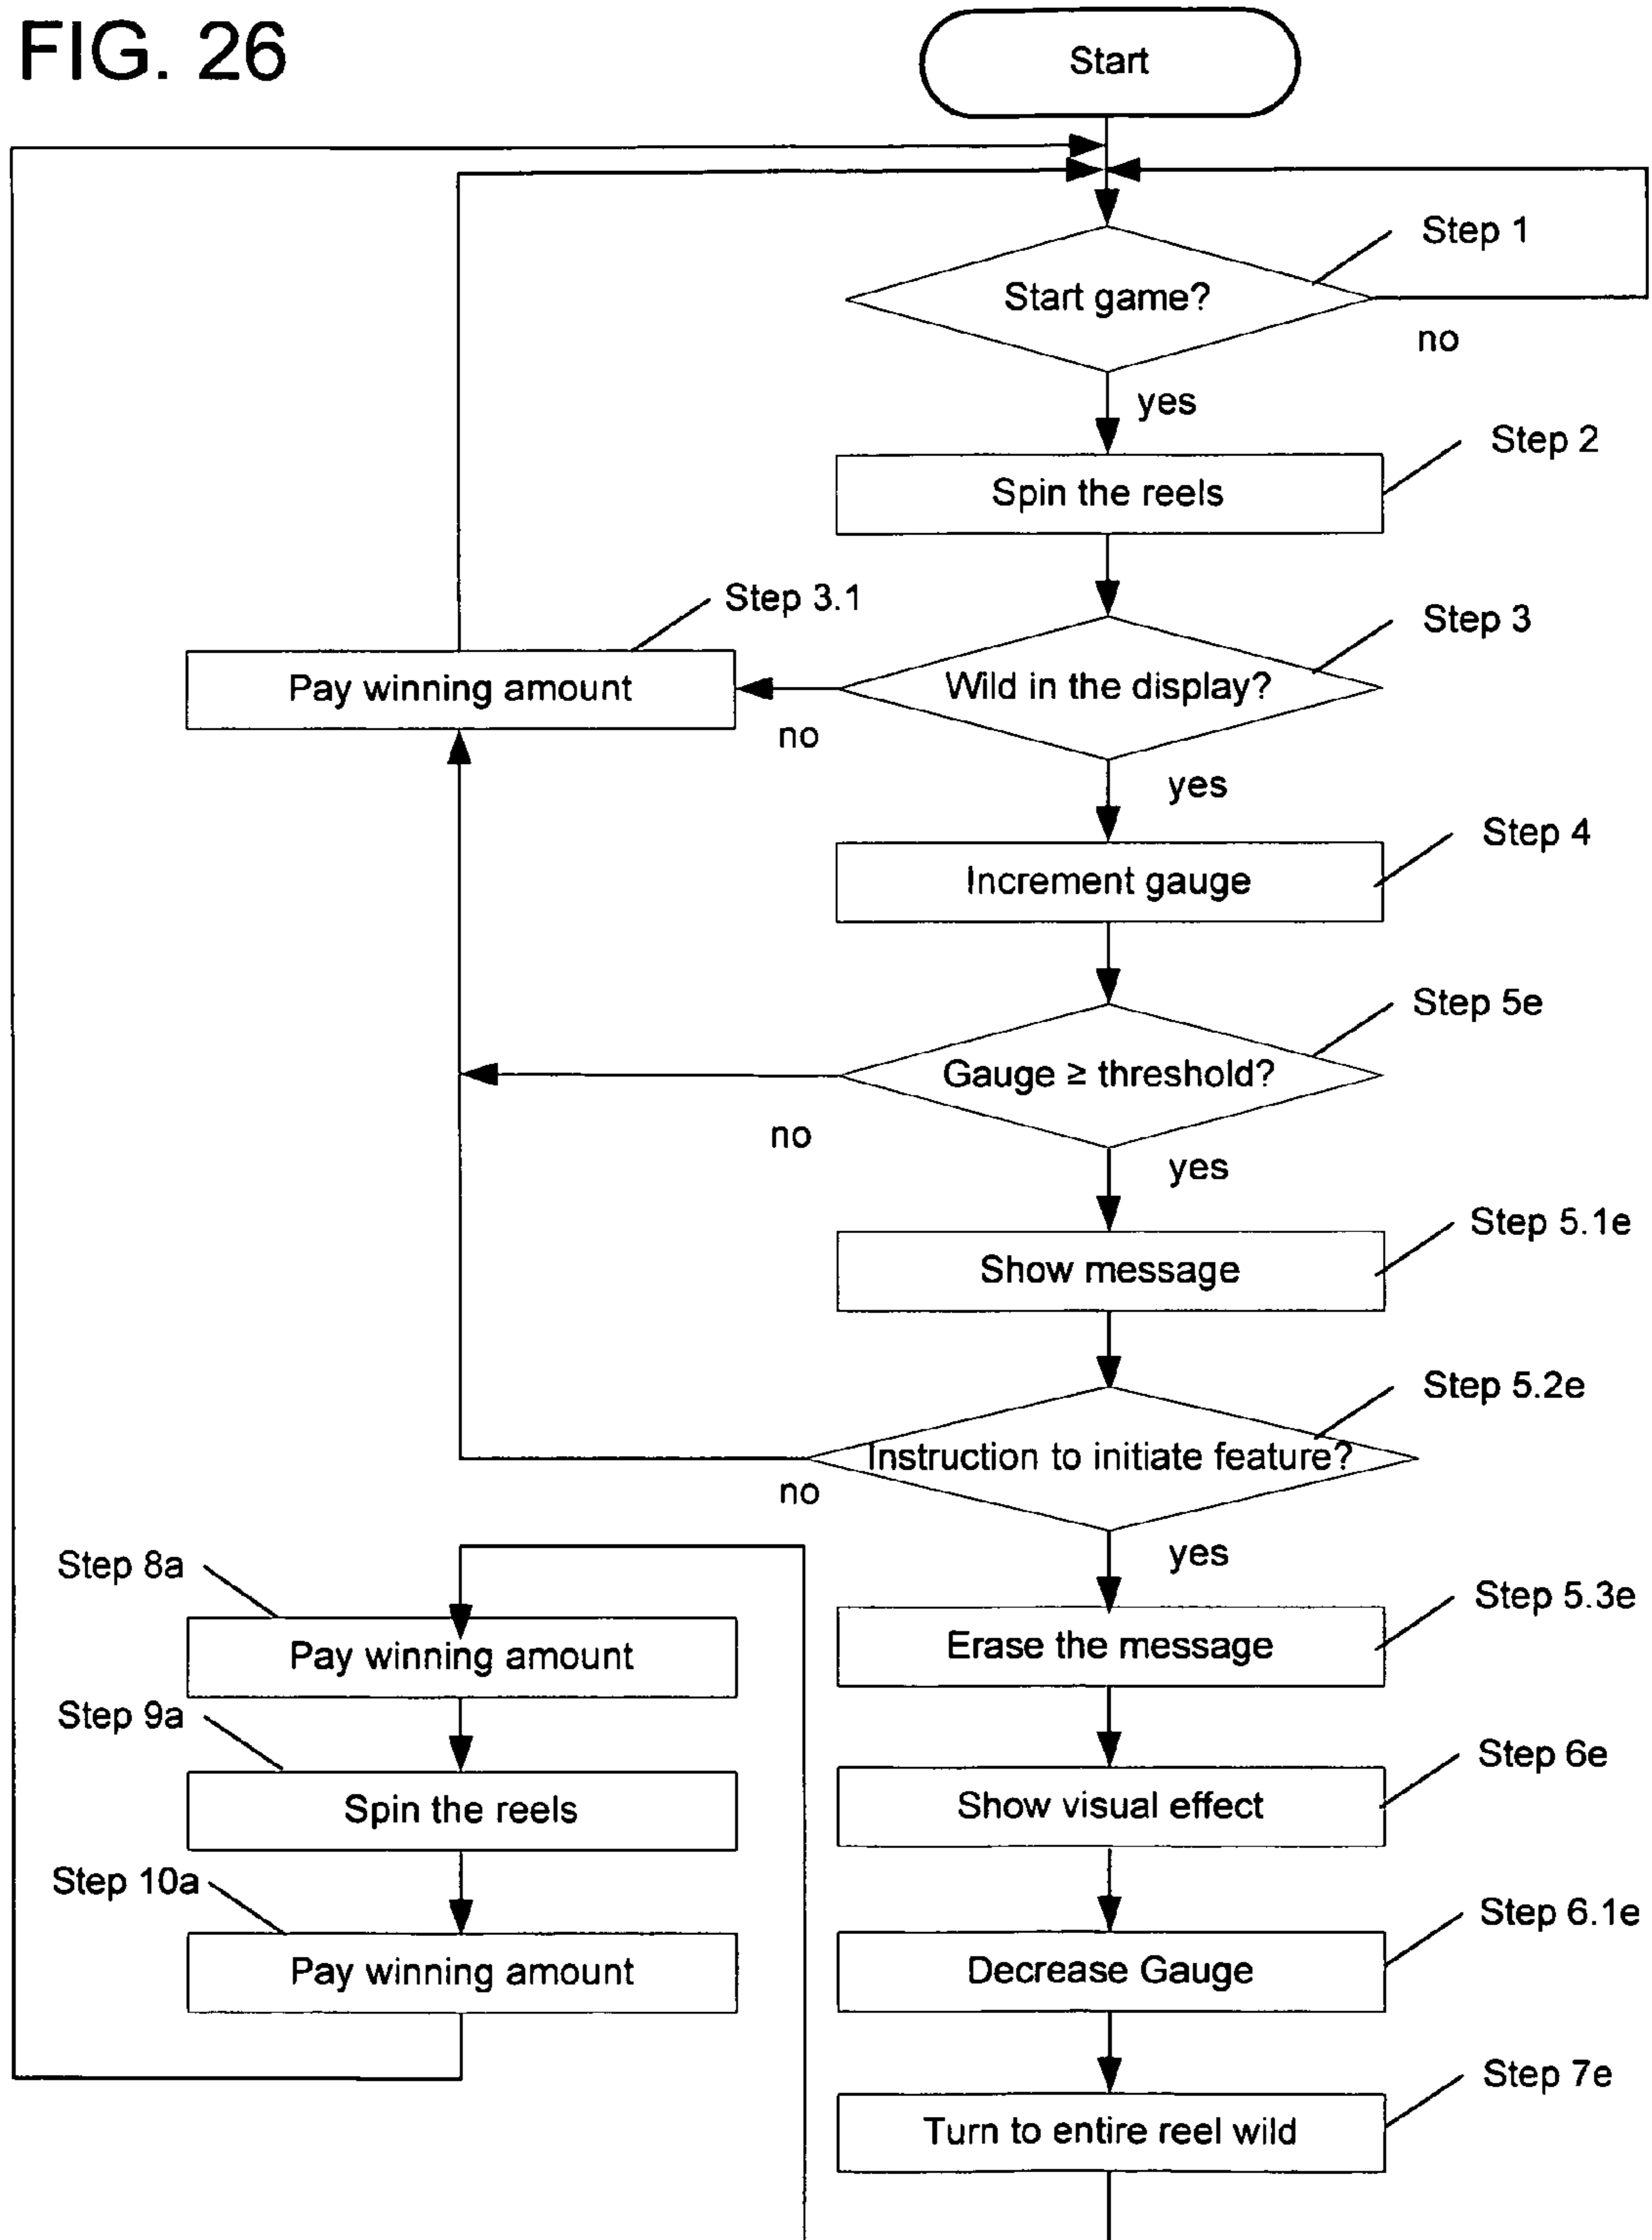 FIG. 26
Start
Step 1
Start game?
no
yes
Step 2
Spin the reels
Step 3.1
Step 3
Pay winning amount
Wild in the display?
no
yes
Step 4
Increment gauge
Step 5e
Gauge ≥ threshold?
no
yes
Step 5.1e
Show message
Step 5.2e
Instruction to initiate feature?
no
yes
Step 8a
Step 5.3e
Pay winning amount
Erase the message
Step 9a
Step 6e
Spin the reels
Show visual effect
Step 10a
Step 6.1e
Pay winning amount
Decrease Gauge
Step 7e
Turn to entire reel wild